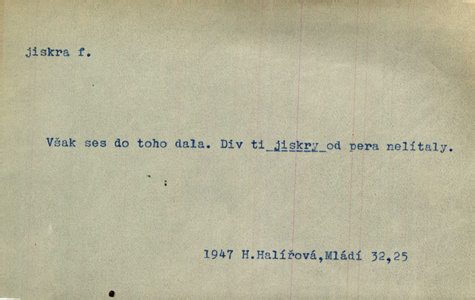 jiskra f.
Však ses do toho dala. Div ti jiskry od pera nelítaly.
1947 H.Halířová,Mládí 32,25